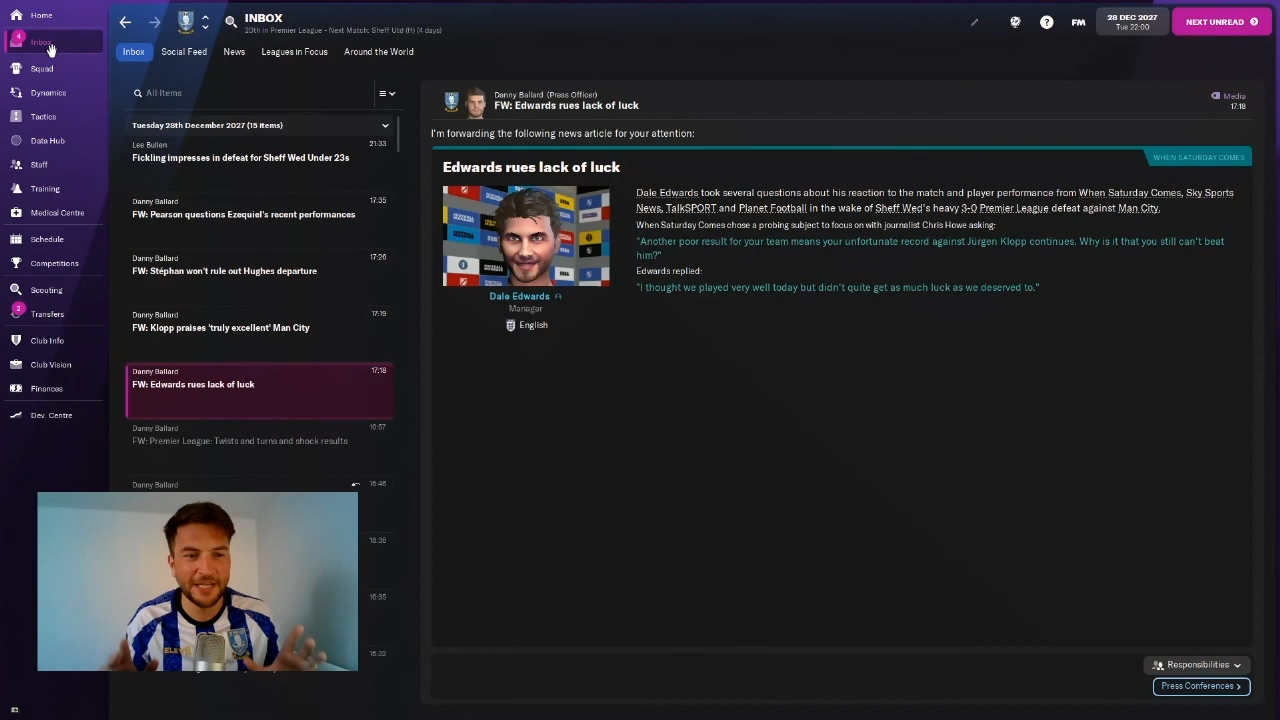 Home
4
Inbox
Squad
Dynamics
Tactics
Data Hub
Staff
Training
Medical Centre
Schedule
Competitions
Scouting
2
Transfers
Club Info
Club Vision
Finances
Dev. Centre
INBOX
20th in Premier League - Next Match: Sheff Utd (H) (4 days)
?
FM
28 DEC 2027
Tue 22:00
NEXT UNREAD
Inbox
Social Feed
News
Leagues in Focus
Around the World
All Items
Tuesday 28th December 2027 (15 Items)
Lee Bullen
21:33
Fickling impresses in defeat for Sheff Wed Under 23s
Danny Ballard
17:35
FW: Pearson questions Ezequiel's recent performances
Danny Ballard
17:26
FW: Stéphan won't rule out Hughes departure
Danny Ballard
17:19
FW: Klopp praises 'truly excellent' Man City
Danny Ballard
17:18
FW: Edwards rues lack of luck
Danny Ballard
16:57
FW: Premier League: Twists and turns and shock results
Danny Ballard
16:46
16:36
16:35
16:32
Danny Ballard (Press Officer)
FW: Edwards rues lack of luck
Media
17:18
I'm forwarding the following news article for your attention:
WHEN SATURDAY COMES
Edwards rues lack of luck
Dale Edwards
Manager
English
Dale Edwards took several questions about his reaction to the match and player performance from When Saturday Comes, Sky Sports
News, TalkSPORT and Planet Football in the wake of Sheff Wed's heavy 3-0 Premier League defeat against Man City.
When Saturday Comes chose a probing subject to focus on with journalist Chris Howe asking:
"Another poor result for your team means your unfortunate record against Jürgen Klopp continues. Why is it that you still can't beat
him?"
Edwards replied:
"I thought we played very well today but didn't quite get as much luck as we deserved to."
Responsibilities
Press Conferences